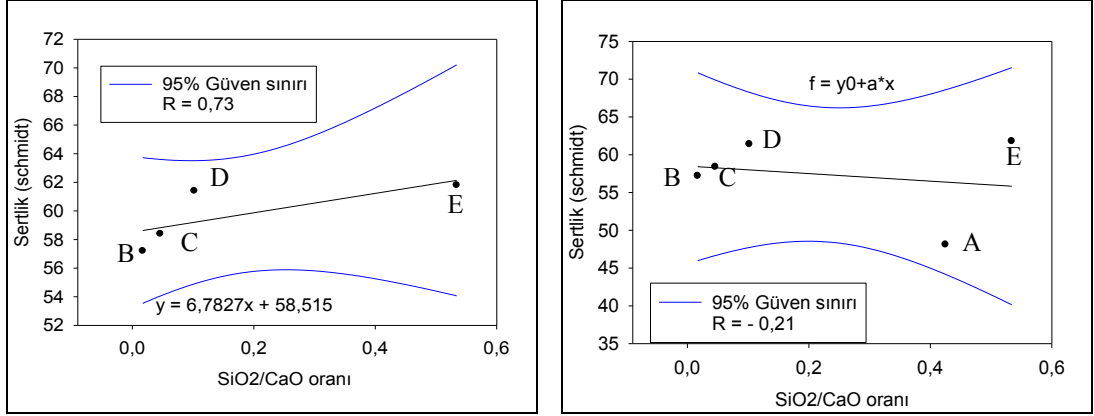 72
70
68
66
64
62
60
58
56
54
52
Sertlik (schmidt)
95% Güven sınırı
R = 0,73
D
B
C
E
y = 6,7827x + 58,515
0,0
0,2
0,4
0,6
SiO2/CaO oranı
75
70
65
60
55
50
45
40
35
Sertlik (schmidt)
f = y0+a*x
D
B
C
E
A
95% Güven sınırı
R = - 0,21
0,0
0,2
0,4
0,6
SiO2/CaO oranı